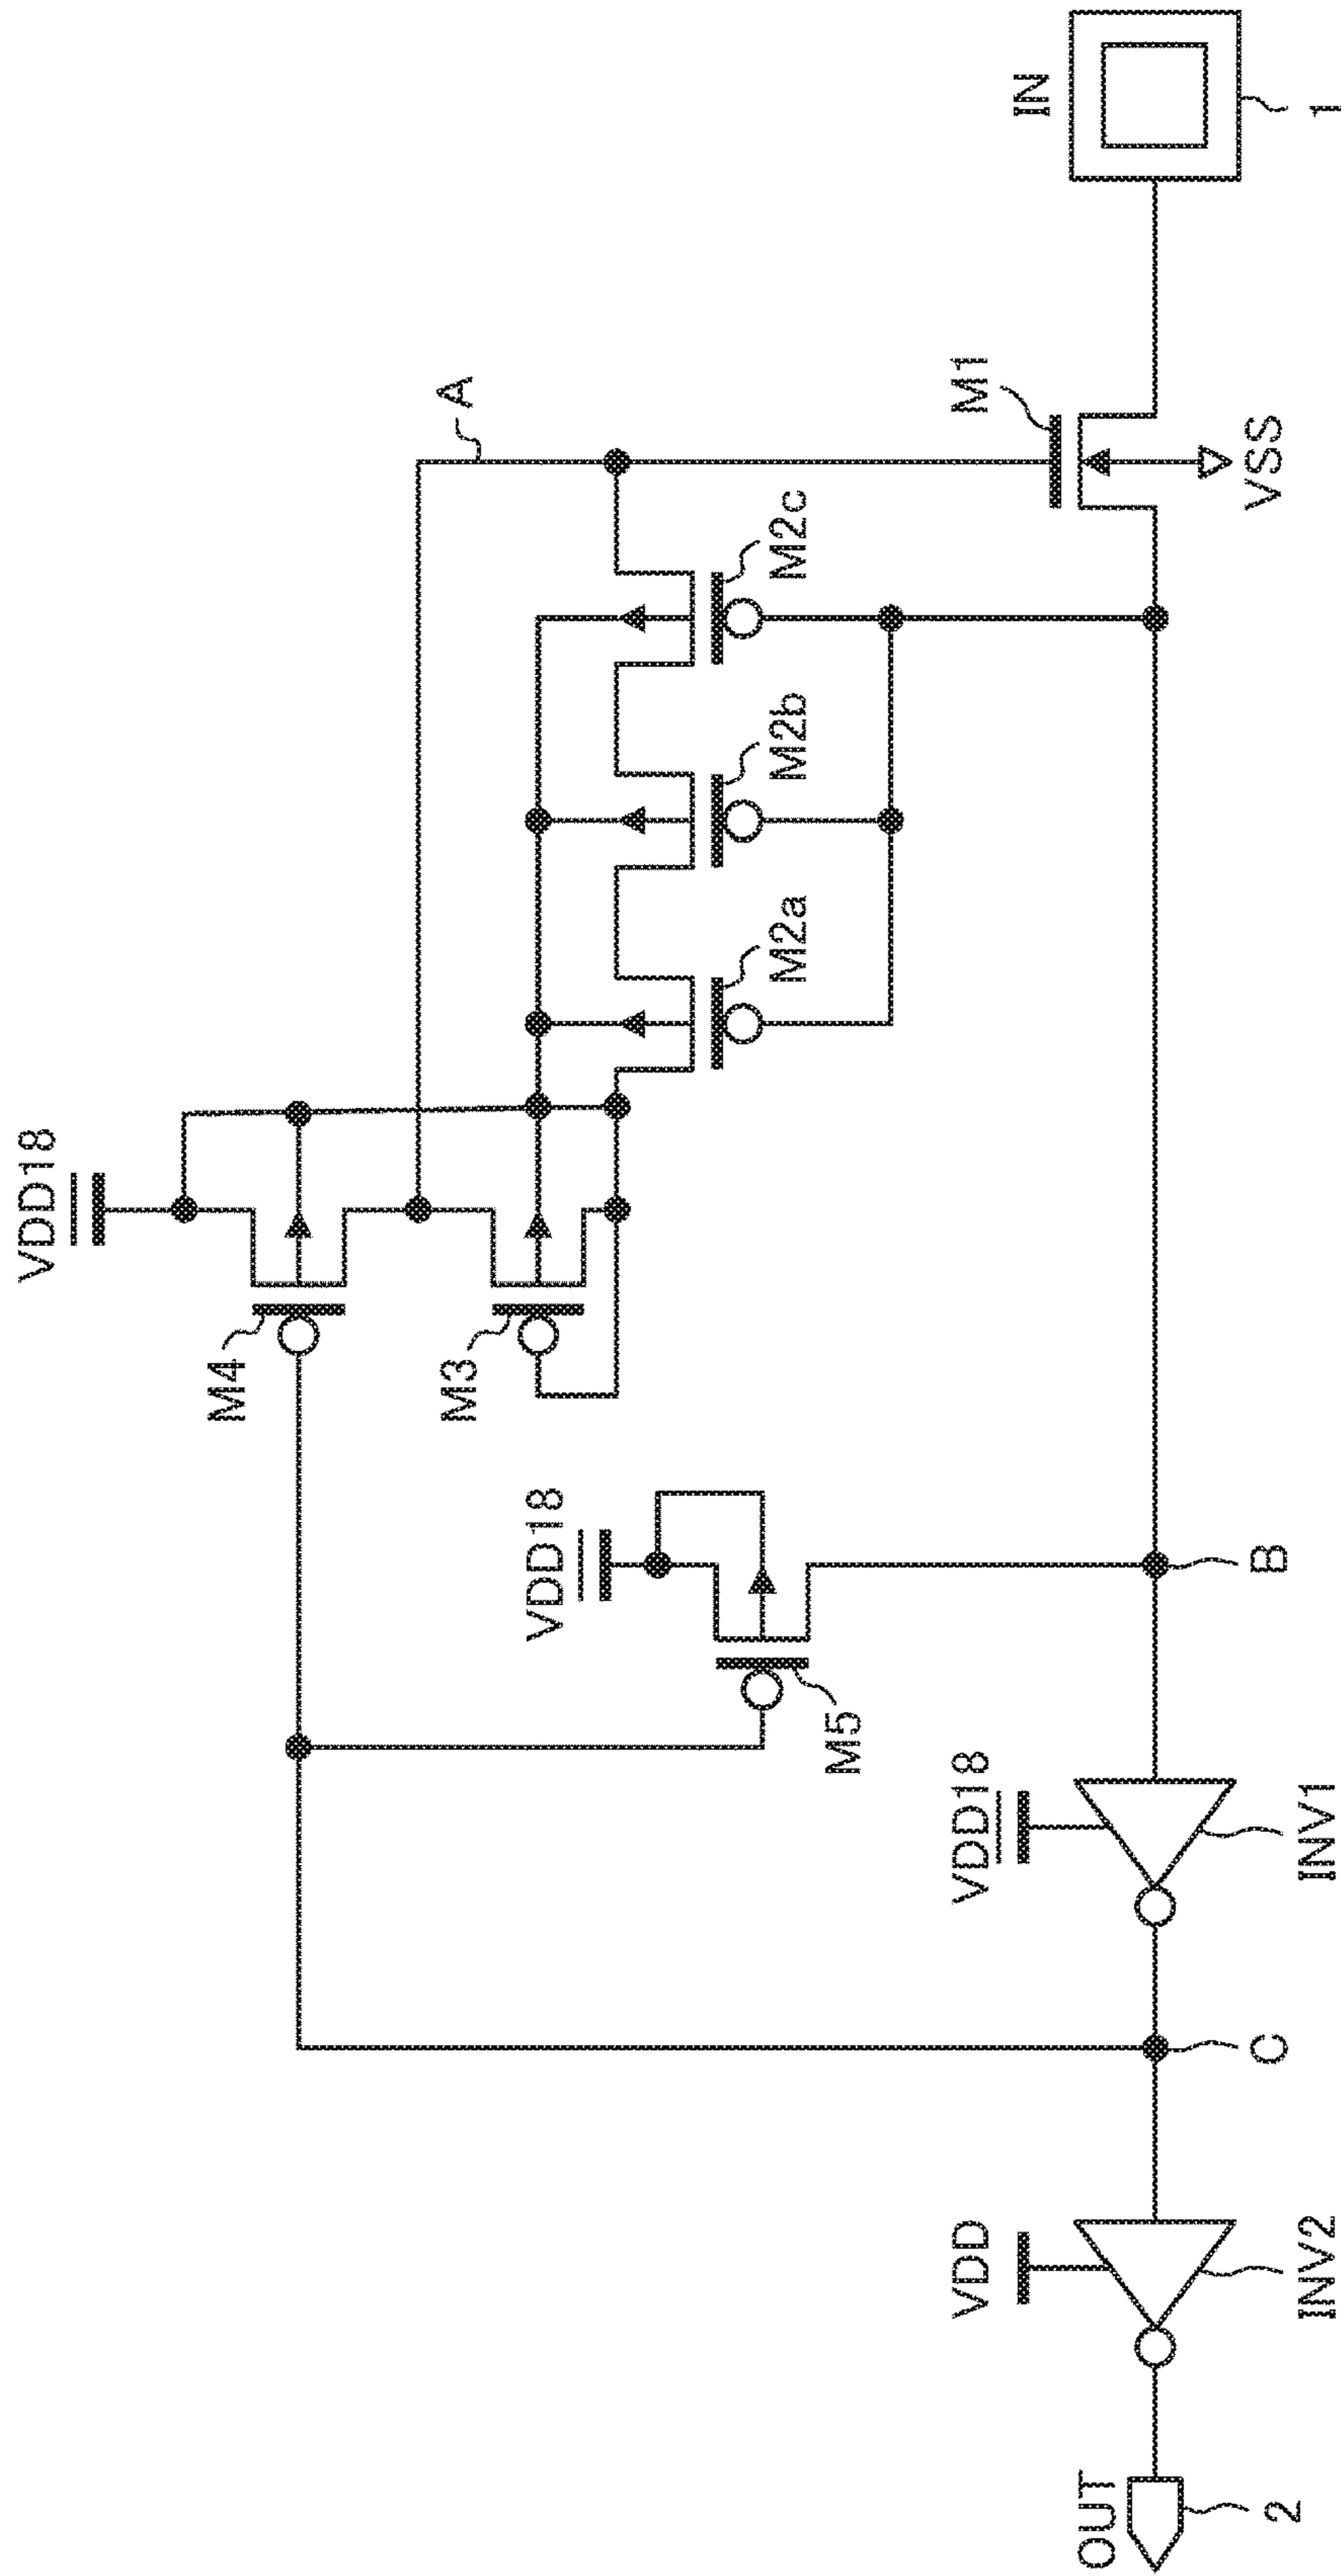 IN
1
A
M1
VSS
M2c
M2b
M2a
VDD18
M4
M3
VDD18
B
M5
VDD18
INV1
C
VDD
INV2
OUT
2